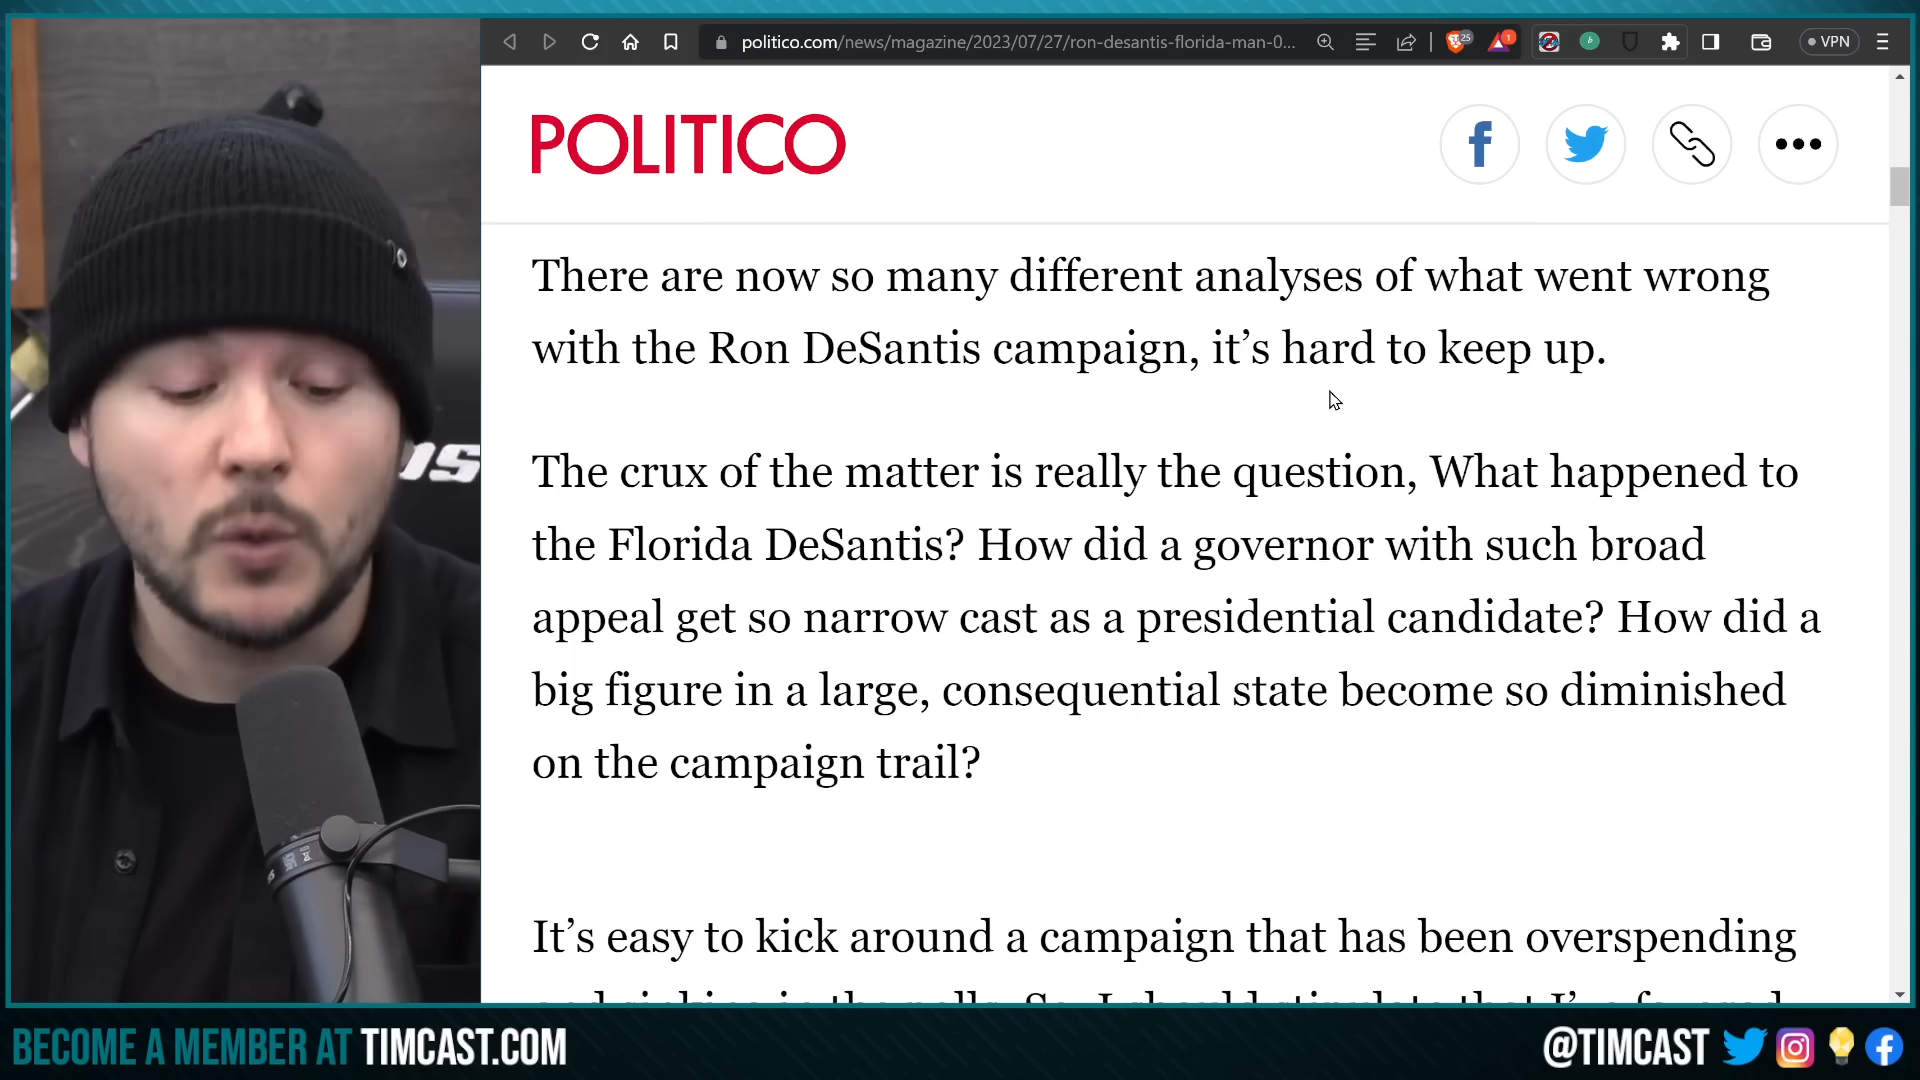 politico.com/news/magazine/2023/07/27/ron-desantis-florida-man-0...
25
1
VPN
POLITICO
There are now so many different analyses of what went wrong
with the Ron DeSantis campaign, it’s hard to keep up.
The crux of the matter is really the question, What happened to
the Florida DeSantis? How did a governor with such broad
appeal get so narrow cast as a presidential candidate? How did a
big figure in a large, consequential state become so diminished
on the campaign trail?
It’s easy to kick around a campaign that has been overspending
BECOME A MEMBER AT TIMCAST.COM
@TIMCAST